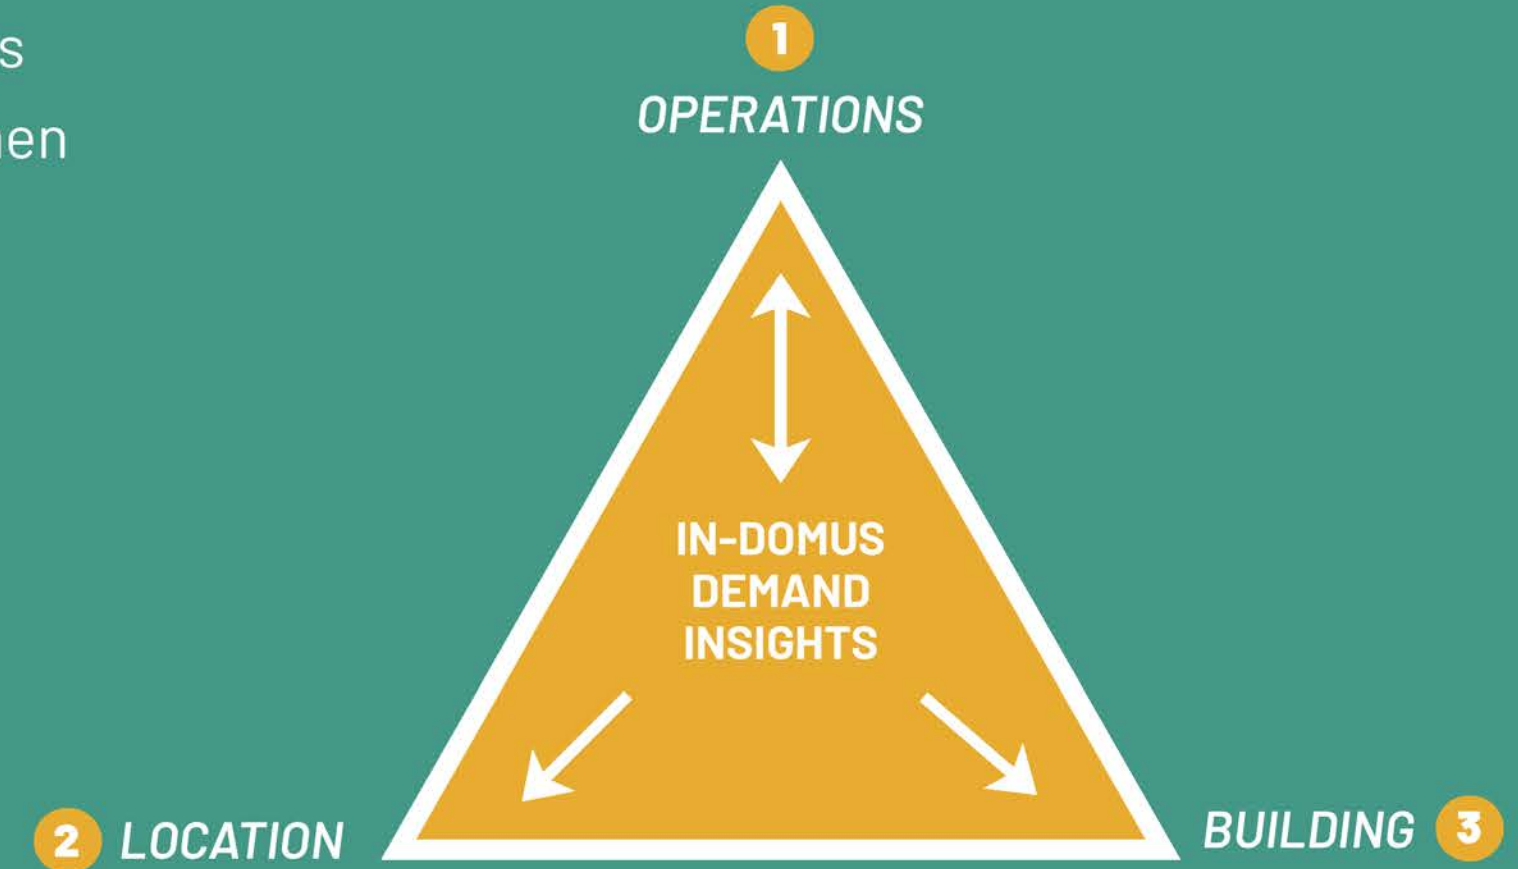 1
OPERATIONS
IN-DOMUS
DEMAND
INSIGHTS
2 LOCATION
BUILDING 3